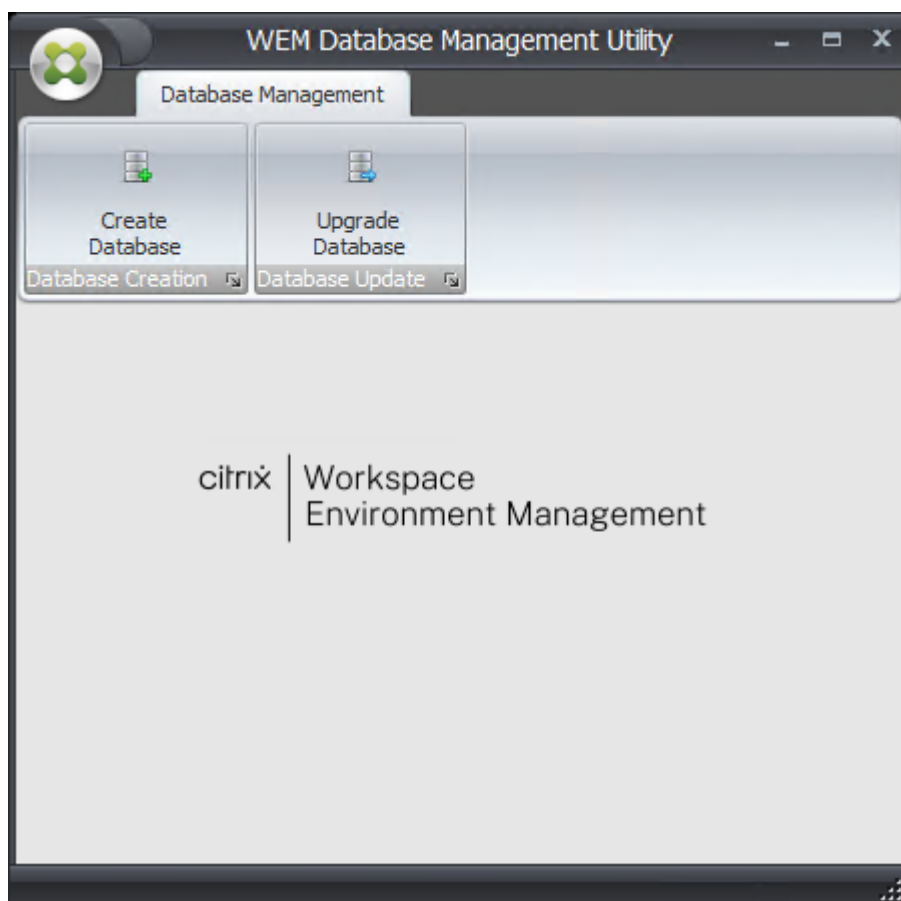 WEM Database Management Utility
Database Management
Create
Database
Upgrade
Database
Database Creation
Database Update
citrix
Workspace
Environment Management